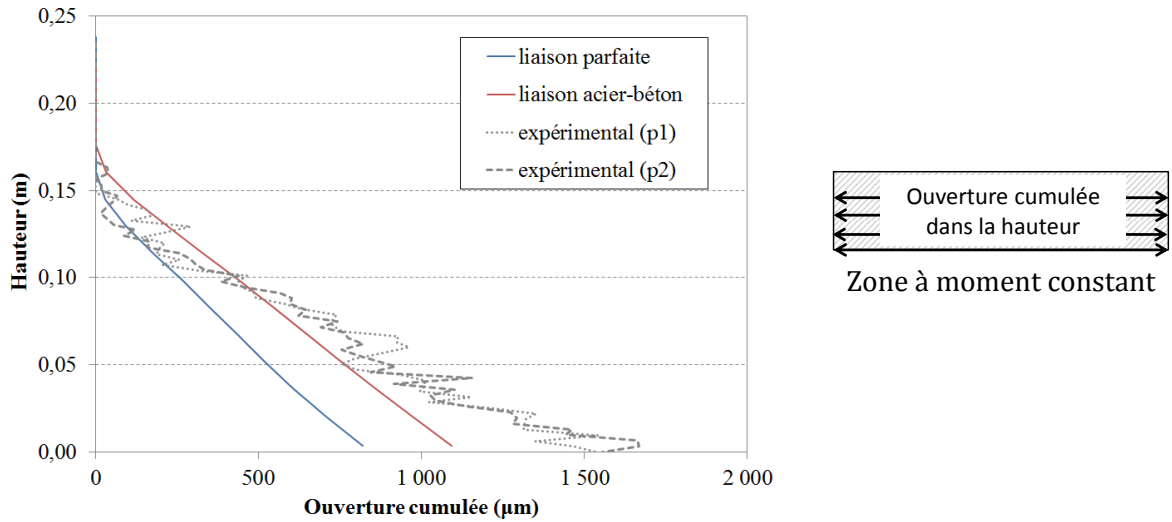 0,25
0,20
0,15
0,10
0,05
0,00
Hauteur (m)
liaison parfaite
liaison acier-béton
expérimental (p1)
expérimental (p2)
0
500
1 000
1 500
2 000
Ouverture cumulée (µm)
Ouverture cumulée
dans la hauteur
Zone à moment constant